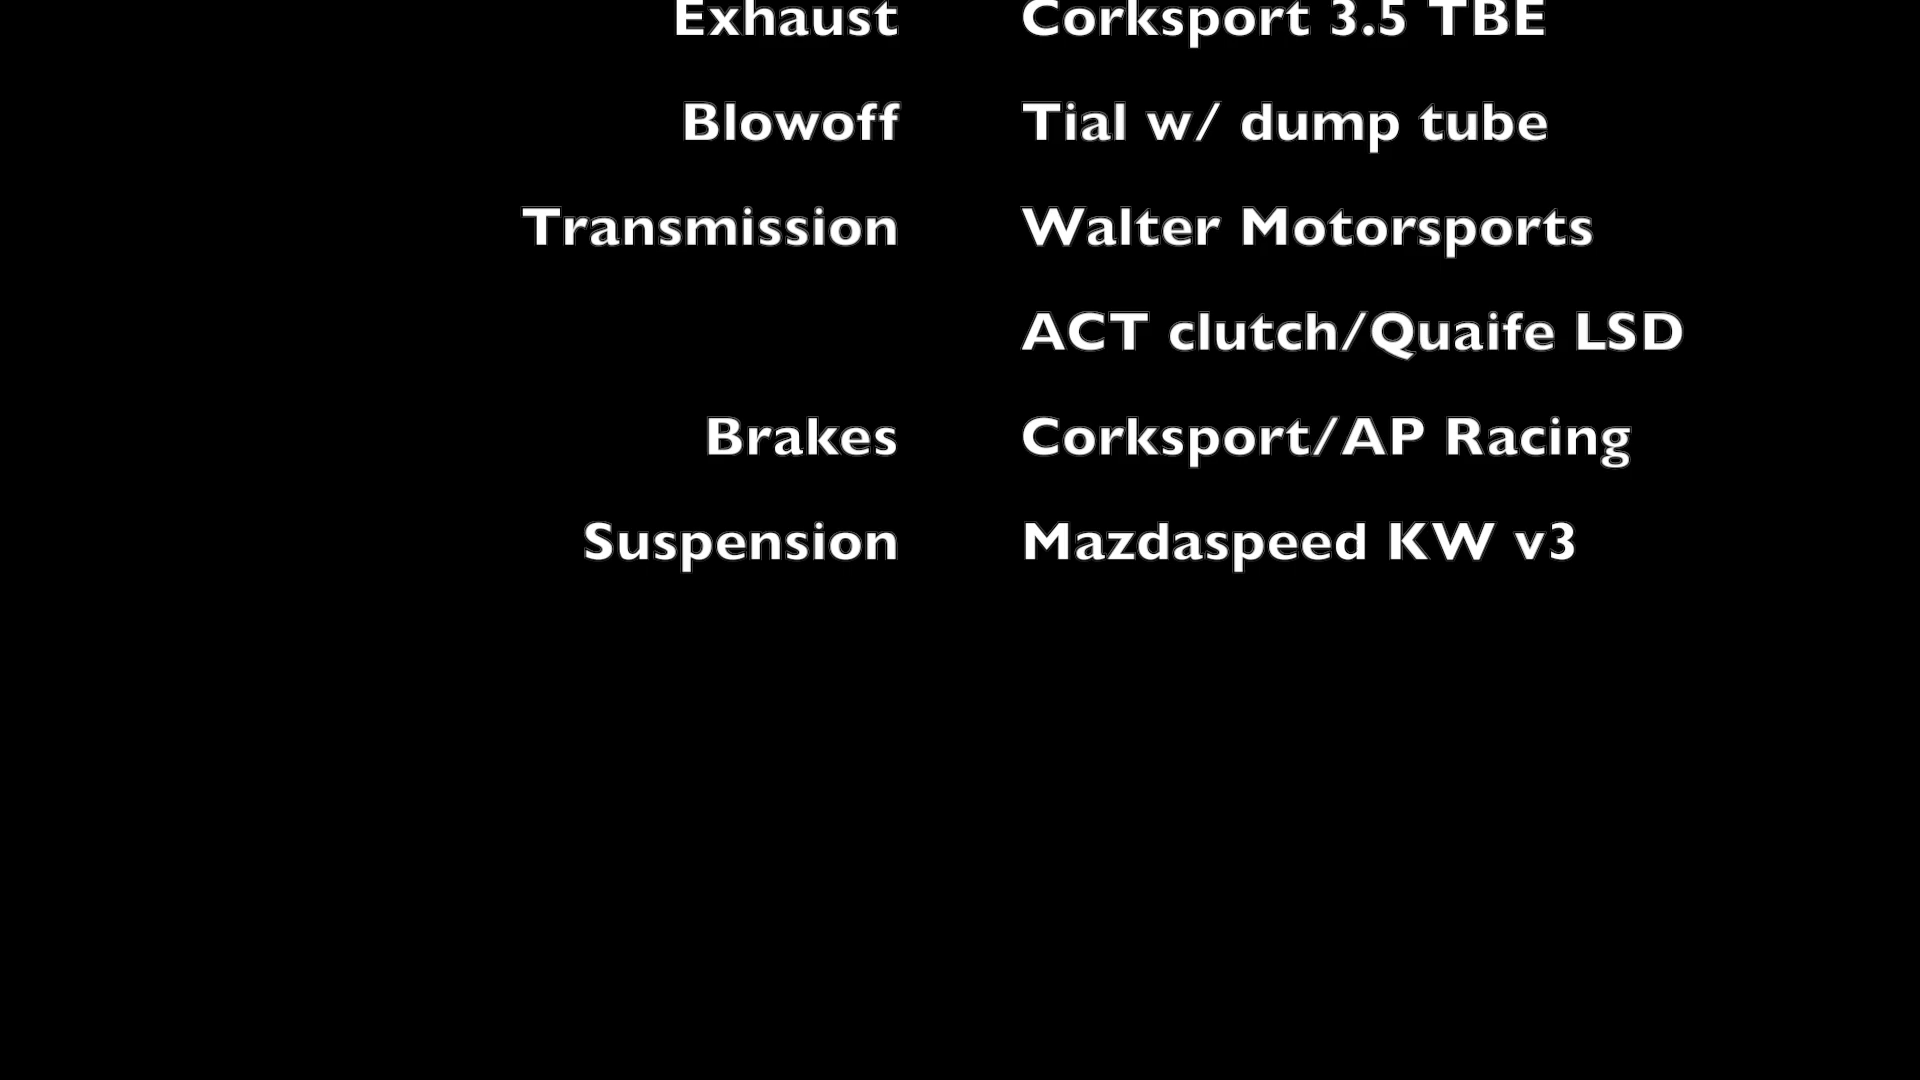 Exhaust Corksport 3.5 TBE
Blowoff Tial w/ dump tube
Transmission Walter Motorsports
ACT clutch/Quaife LSD
Brakes Corksport/AP Racing
Suspension Mazdaspeed KW v3